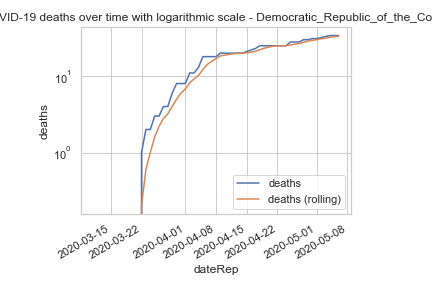 VID-19 deaths over time with logarithmic scale - Democratic_Republic_of_the_Co
deaths
10¹
10⁰
deaths
deaths (rolling)
2020-03-15
2020-03-22
2020-04-01
2020-04-08
2020-04-15
2020-04-22
2020-05-01
2020-05-08
dateRep